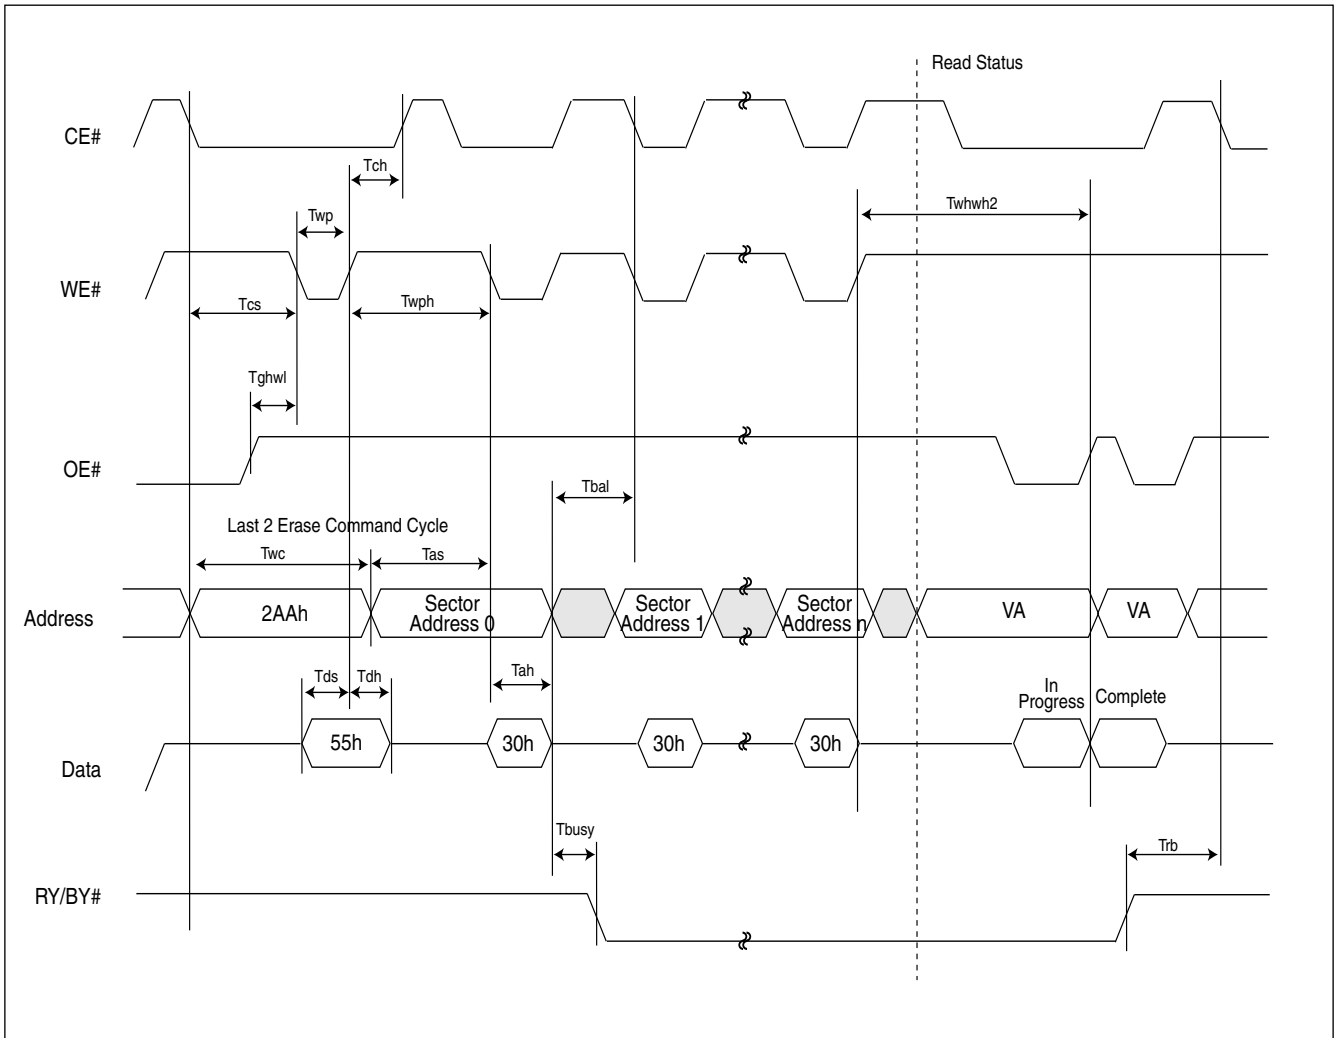 Read Status
CE#
Tch
Twp
Twhwh2
WE#
Tcs
Twph
Tghwl
OE#
Tbal
Last 2 Erase Command Cycle
Twc
Tas
Address
2AAh
Sector
Address 0
Sector
Address 1
Sector
Address n
VA
VA
Tds
Tdh
Tah
In
Progress
Complete
Data
55h
30h
30h
30h
Tbusy
Trb
RY/BY#